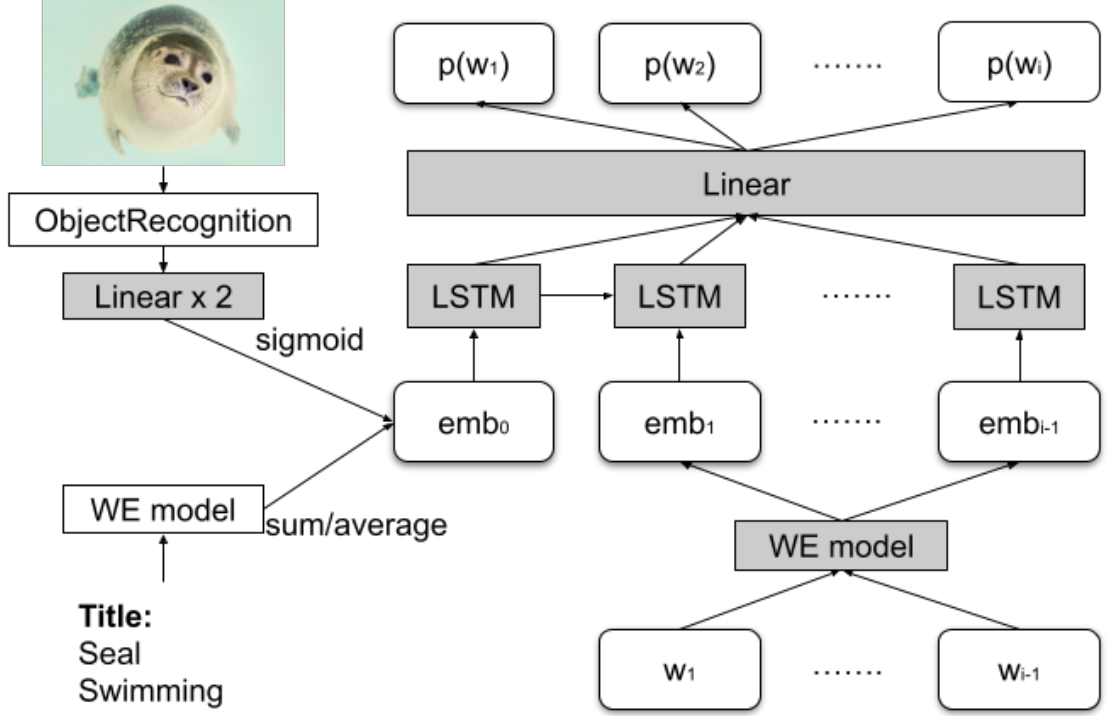 p(w₁) p(w₂) ……. p(wᵢ)
Linear
ObjectRecognition
Linear x 2
LSTM LSTM ……. LSTM
sigmoid
emb₀ emb₁ ……. embᵢ₋₁
WE model
sum/average
WE model
Title:
Seal
Swimming
w₁ ……. wᵢ₋₁